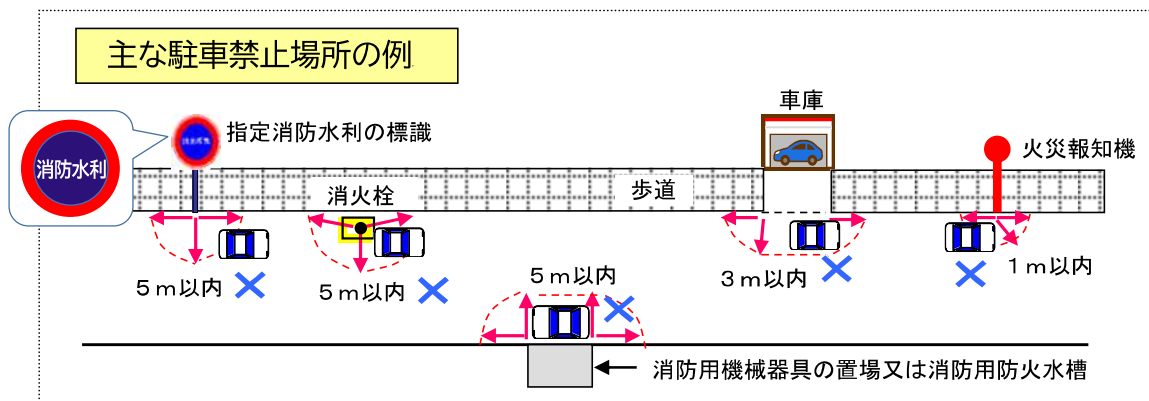 主な駐車禁止場所の例
消防水利
指定消防水利の標識
消火栓
歩道
車庫
火災報知機
５ｍ以内
５ｍ以内
５ｍ以内
３ｍ以内
１ｍ以内
消防用機械器具の置場又は消防用防火水槽